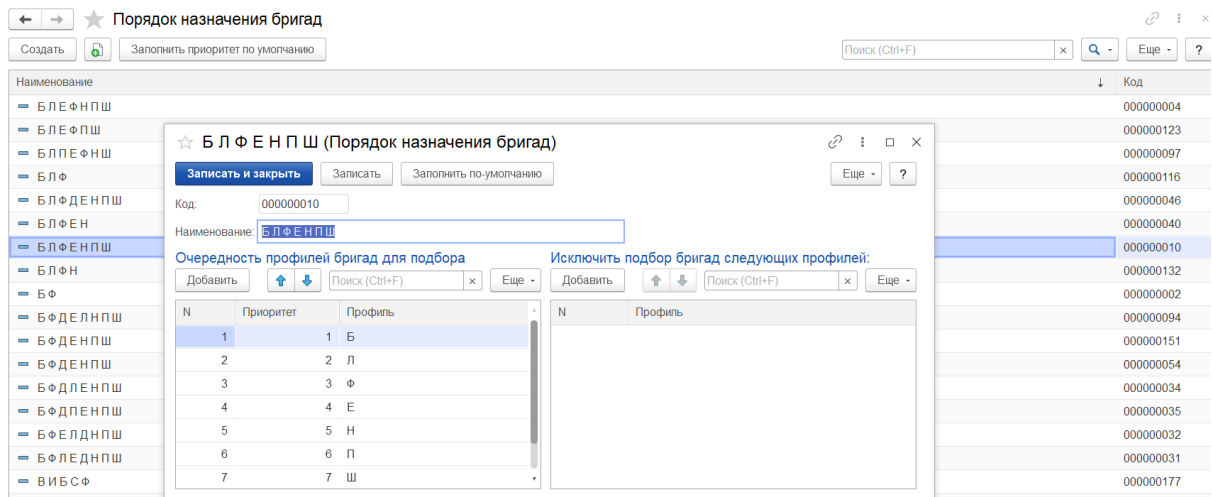 Порядок назначения бригад
Создать Заполнить приоритет по умолчанию Поиск (Ctrl+F) × Еще ?
Наименование ↓ Код
Б Л Е Ф Н П Ш 000000004
Б Л Е Ф П Ш 000000123
Б Л П Е Ф Н Ш 000000097
Б Л Ф 000000116
Б Л Ф Д Е Н П Ш 000000046
Б Л Ф Е Н 000000040
Б Л Ф Е Н П Ш 000000010
Б Л Ф Н 000000132
Б Ф 000000002
Б Ф Д Е Л Н П Ш 000000094
Б Ф Д Е Н П Ш 000000151
Б Ф Д Е Н П Ш 000000054
Б Ф Д Л Е Н П Ш 000000034
Б Ф Д П Е Н П Ш 000000035
Б Ф Е Л Д Н П Ш 000000032
Б Ф Л Е Д Н П Ш 000000031
В И Б С Ф 000000177
Б Л Ф Е Н П Ш (Порядок назначения бригад)
Записать и закрыть Записать Заполнить по-умолчанию Еще ?
Код: 000000010
Наименование: Б Л Ф Е Н П Ш
Очередность профилей бригад для подбора
Добавить Поиск (Ctrl+F) × Еще
N Приоритет Профиль
1 1 Б
2 2 Л
3 3 Ф
4 4 Е
5 5 Н
6 6 П
7 7 Ш
Исключить подбор бригад следующих профилей:
Добавить Поиск (Ctrl+F) × Еще
N Профиль